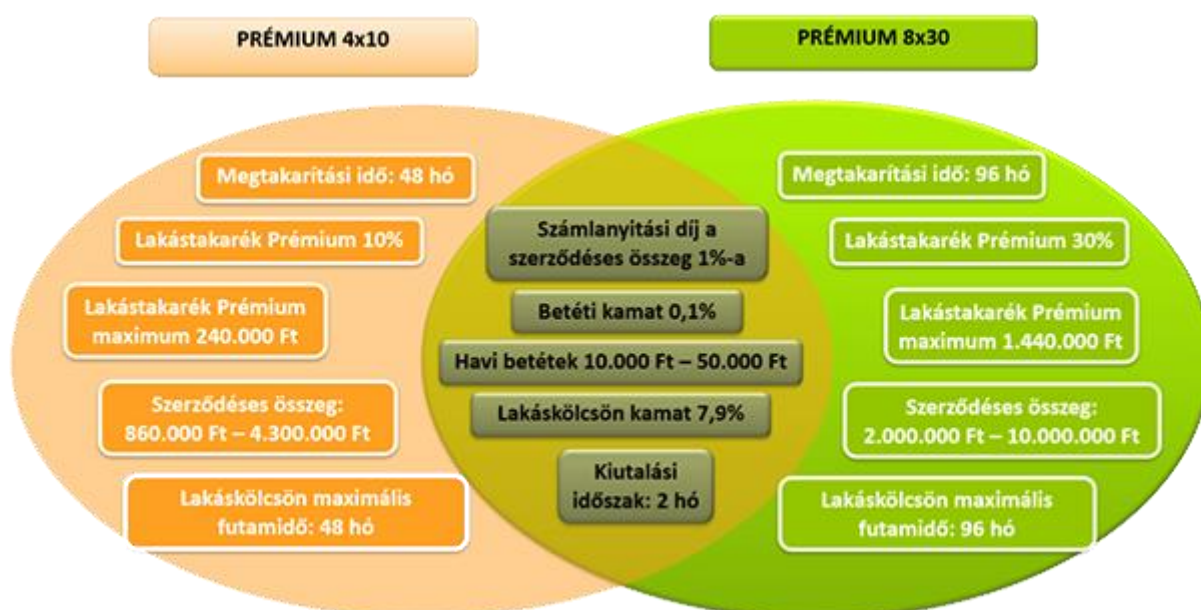 PRÉMIUM 4x10
PRÉMIUM 8x30
Megtakarítási idő: 48 hó
Lakástakarék Prémium 10%
Lakástakarék Prémium
maximum 240.000 Ft
Szerződéses összeg:
860.000 Ft – 4.300.000 Ft
Lakáskölcsön maximális
futamidő: 48 hó
Számlanyitási díj a
szerződéses összeg 1%-a
Betéti kamat 0,1%
Havi betétek 10.000 Ft – 50.000 Ft
Lakáskölcsön kamat 7,9%
Kiutalási
időszak: 2 hó
Megtakarítási idő: 96 hó
Lakástakarék Prémium 30%
Lakástakarék Prémium
maximum 1.440.000 Ft
Szerződéses összeg:
2.000.000 Ft – 10.000.000 Ft
Lakáskölcsön maximális
futamidő: 96 hó